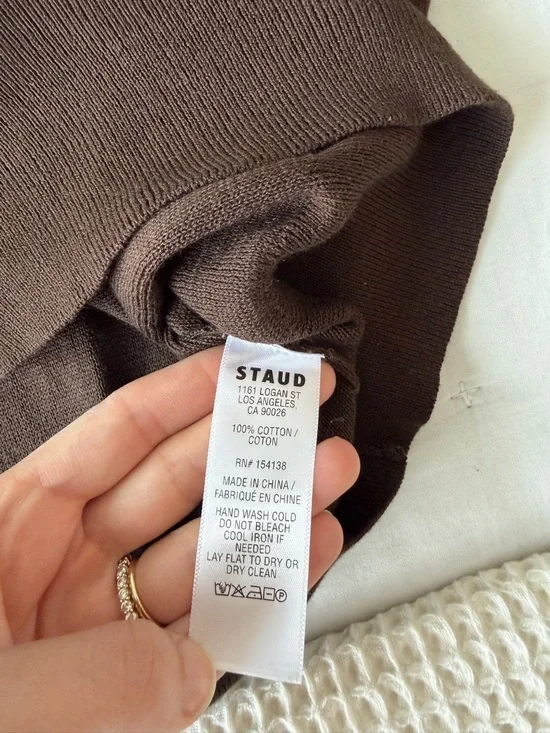 STAUD
1161 LOGAN ST
LOS ANGELES,
CA 90026
100% COTTON /
COTON
RN# 154138
MADE IN CHINA /
FABRIQUÉ EN CHINE
HAND WASH COLD
DO NOT BLEACH
COOL IRON IF
NEEDED
LAY FLAT TO DRY OR
DRY CLEAN
P